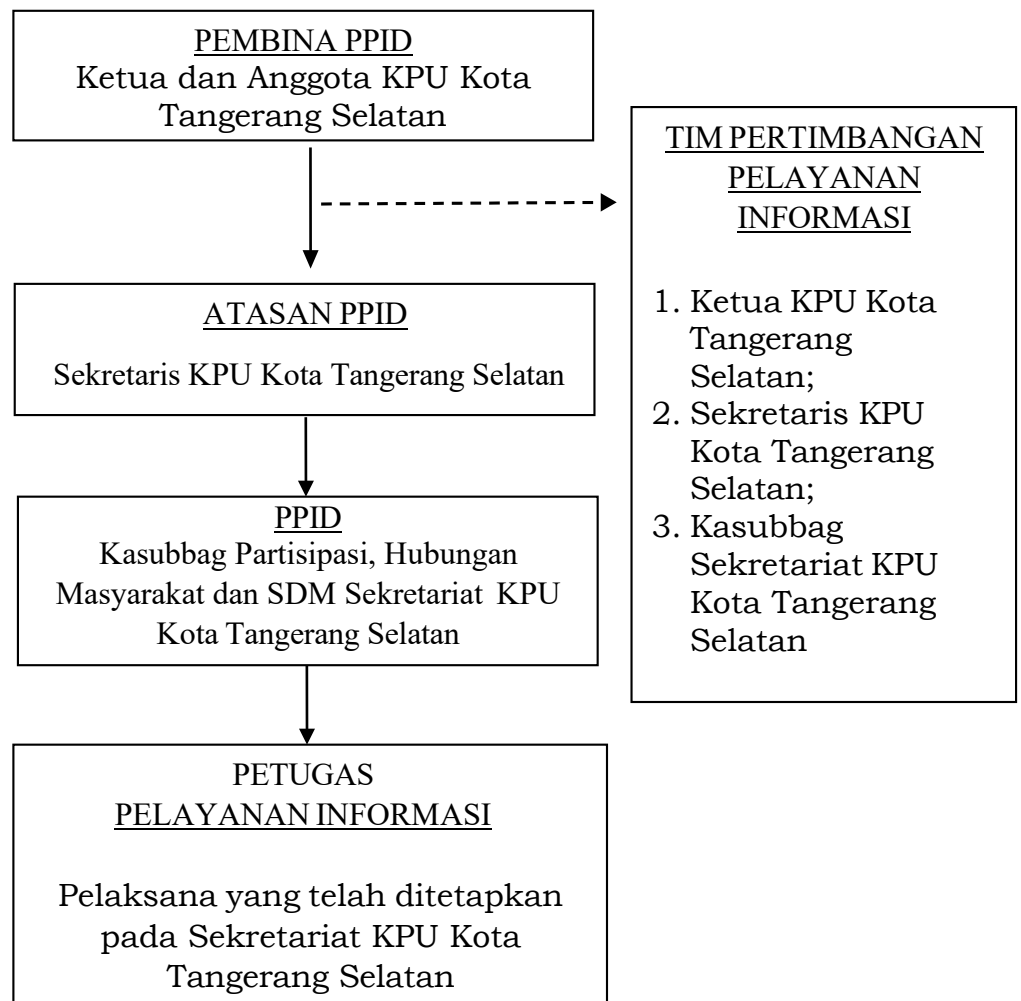 PEMBINA PPID
Ketua dan Anggota KPU Kota
Tangerang Selatan
TIM PERTIMBANGAN
PELAYANAN
INFORMASI
1. Ketua KPU Kota
Tangerang
Selatan;
2. Sekretaris KPU
Kota Tangerang
Selatan;
3. Kasubbag
Sekretariat KPU
Kota Tangerang
Selatan
ATASAN PPID
Sekretaris KPU Kota Tangerang Selatan
PPID
Kasubbag Partisipasi, Hubungan
Masyarakat dan SDM Sekretariat KPU
Kota Tangerang Selatan
PETUGAS
PELAYANAN INFORMASI
Pelaksana yang telah ditetapkan
pada Sekretariat KPU Kota
Tangerang Selatan